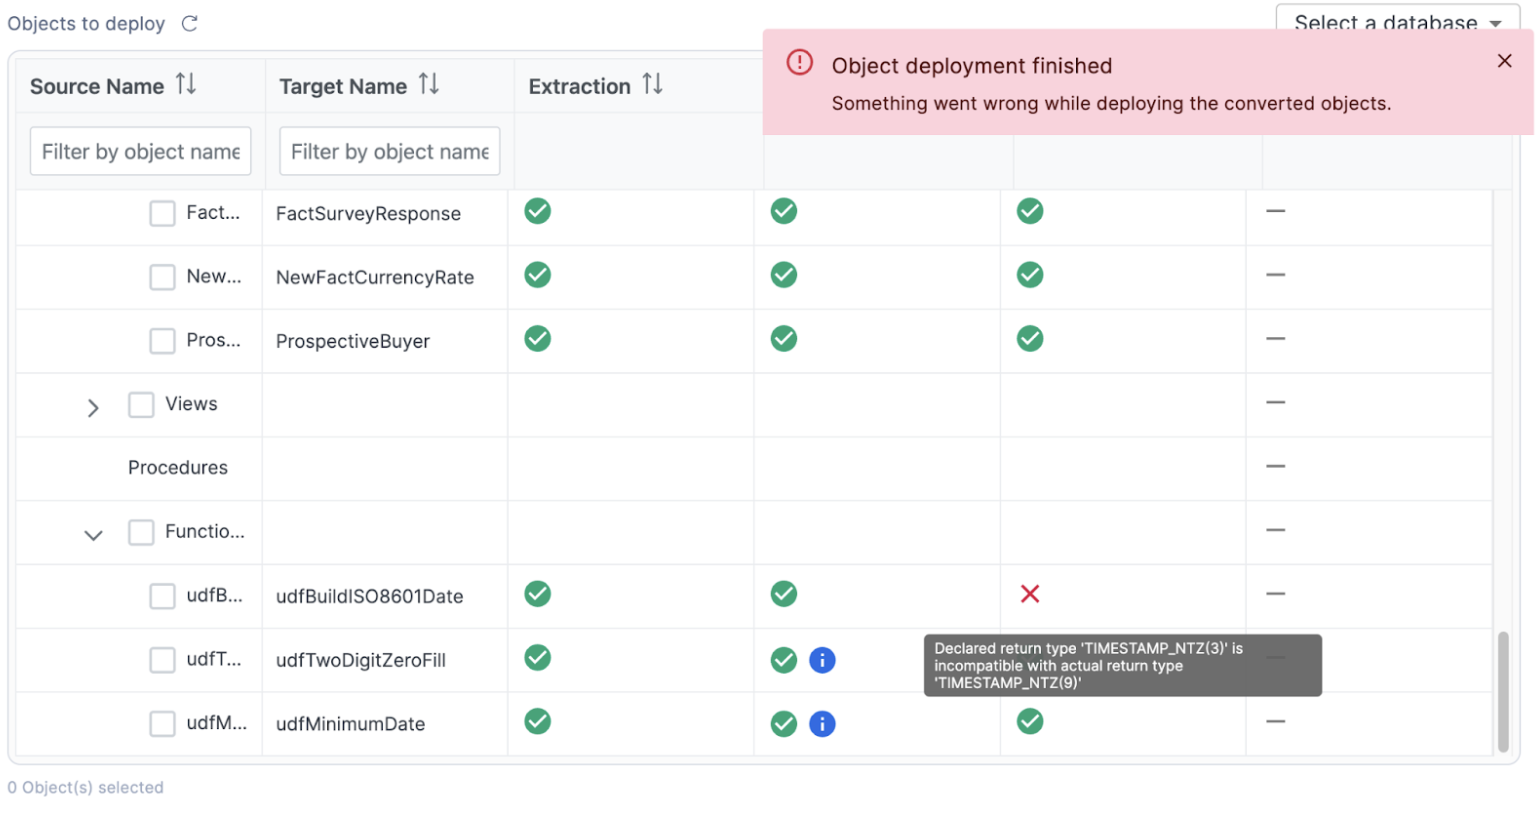 Objects to deploy
Select a database
Object deployment finished
Something went wrong while deploying the converted objects.
Source Name
Target Name
Extraction
Filter by object name
Filter by object name
Fact...
FactSurveyResponse
New...
NewFactCurrencyRate
Pros...
ProspectiveBuyer
Views
Procedures
Functio...
udfB...
udfBuildISO8601Date
udfT...
udfTwoDigitZeroFill
Declared return type 'TIMESTAMP_NTZ(3)' is
incompatible with actual return type
'TIMESTAMP_NTZ(9)'
udfM...
udfMinimumDate
0 Object(s) selected